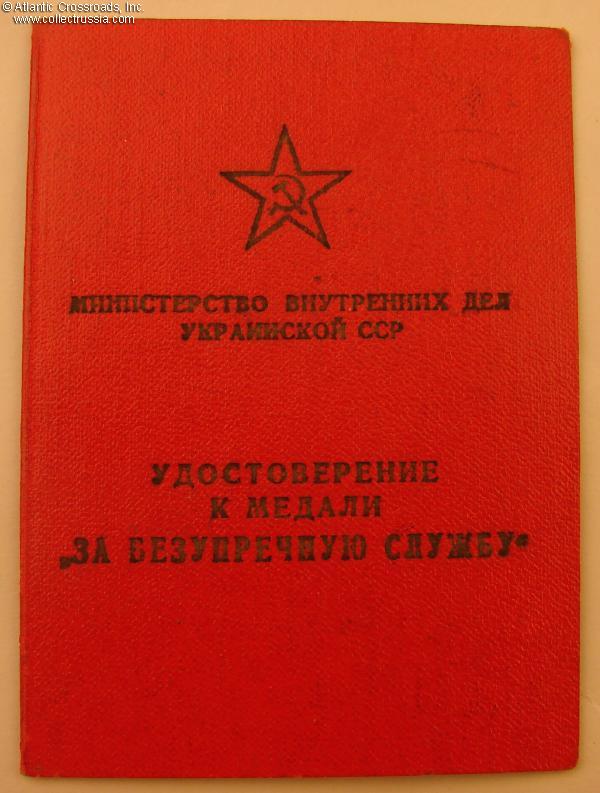 © Atlantic Crossroads, Inc.
www.collectrussia.com
МИНИСТЕРСТВО ВНУТРЕННИХ ДЕЛ
УКРАИНСКОЙ ССР
УДОСТОВЕРЕНИЕ
К МЕДАЛИ
„ЗА БЕЗУПРЕЧНУЮ СЛУЖБУ“